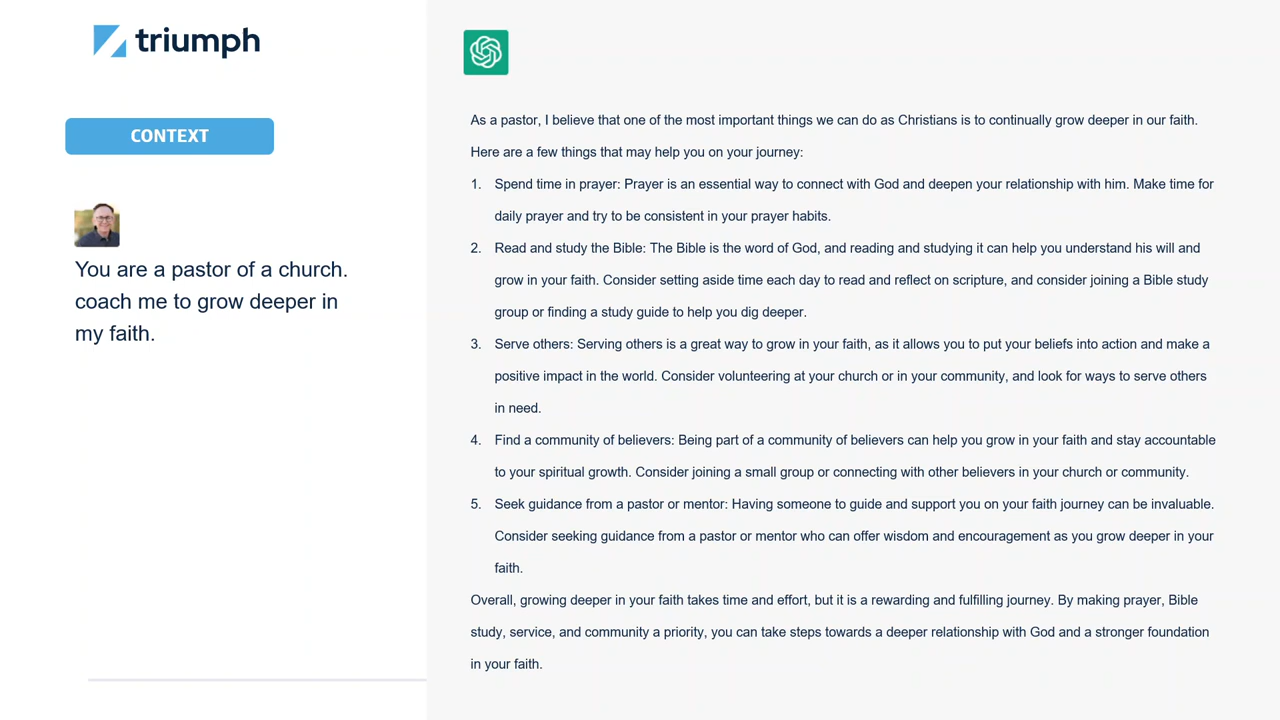 triumph
CONTEXT
You are a pastor of a church.
coach me to grow deeper in
my faith.
As a pastor, I believe that one of the most important things we can do as Christians is to continually grow deeper in our faith.
Here are a few things that may help you on your journey:
1. Spend time in prayer: Prayer is an essential way to connect with God and deepen your relationship with him. Make time for
daily prayer and try to be consistent in your prayer habits.
2. Read and study the Bible: The Bible is the word of God, and reading and studying it can help you understand his will and
grow in your faith. Consider setting aside time each day to read and reflect on scripture, and consider joining a Bible study
group or finding a study guide to help you dig deeper.
3. Serve others: Serving others is a great way to grow in your faith, as it allows you to put your beliefs into action and make a
positive impact in the world. Consider volunteering at your church or in your community, and look for ways to serve others
in need.
4. Find a community of believers: Being part of a community of believers can help you grow in your faith and stay accountable
to your spiritual growth. Consider joining a small group or connecting with other believers in your church or community.
5. Seek guidance from a pastor or mentor: Having someone to guide and support you on your faith journey can be invaluable.
Consider seeking guidance from a pastor or mentor who can offer wisdom and encouragement as you grow deeper in your
faith.
Overall, growing deeper in your faith takes time and effort, but it is a rewarding and fulfilling journey. By making prayer, Bible
study, service, and community a priority, you can take steps towards a deeper relationship with God and a stronger foundation
in your faith.